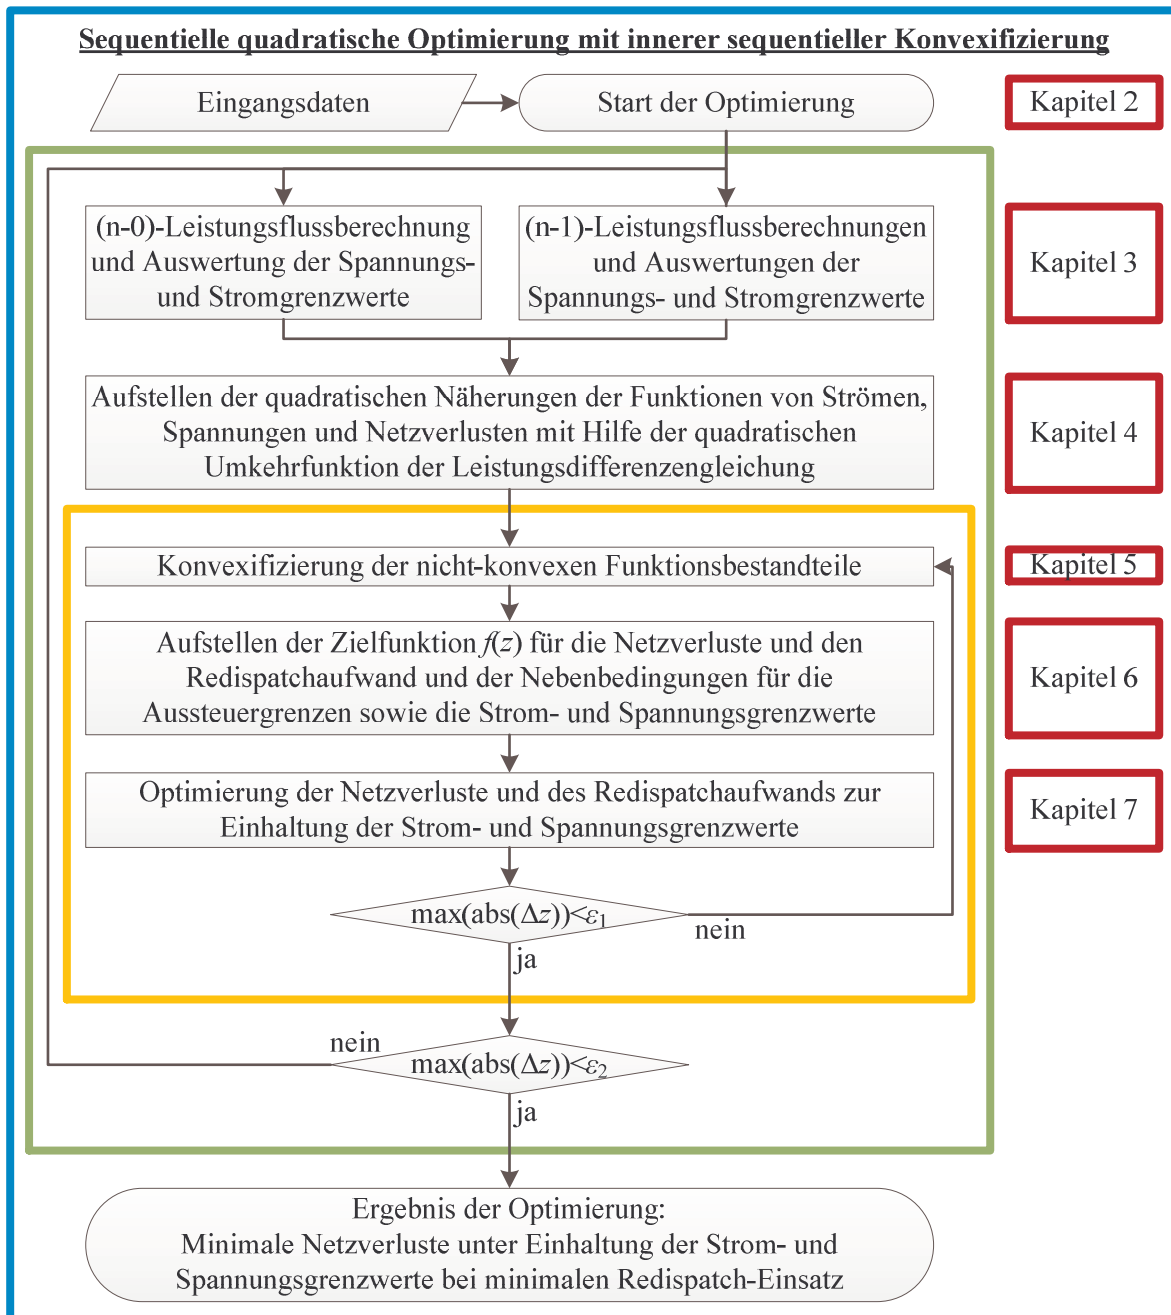 Sequentielle quadratische Optimierung mit innerer sequentieller Konvexifizierung
Eingangsdaten
Start der Optimierung
Kapitel 2
(n-0)-Leistungsflussberechnung
und Auswertung der Spannungs-
und Stromgrenzwerte
(n-1)-Leistungsflussberechnungen
und Auswertungen der
Spannungs- und Stromgrenzwerte
Kapitel 3
Aufstellen der quadratischen Näherungen der Funktionen von Strömen,
Spannungen und Netzverlusten mit Hilfe der quadratischen
Umkehrfunktion der Leistungsdifferenzengleichung
Kapitel 4
Konvexifizierung der nicht-konvexen Funktionsbestandteile
Kapitel 5
Aufstellen der Zielfunktion f(z) für die Netzverluste und den
Redispatchaufwand und der Nebenbedingungen für die
Aussteuergrenzen sowie die Strom- und Spannungsgrenzwerte
Kapitel 6
Optimierung der Netzverluste und des Redispatchaufwands zur
Einhaltung der Strom- und Spannungsgrenzwerte
Kapitel 7
max(abs(Δz))<ε₁
nein
ja
nein
max(abs(Δz))<ε₂
ja
Ergebnis der Optimierung:
Minimale Netzverluste unter Einhaltung der Strom- und
Spannungsgrenzwerte bei minimalen Redispatch-Einsatz